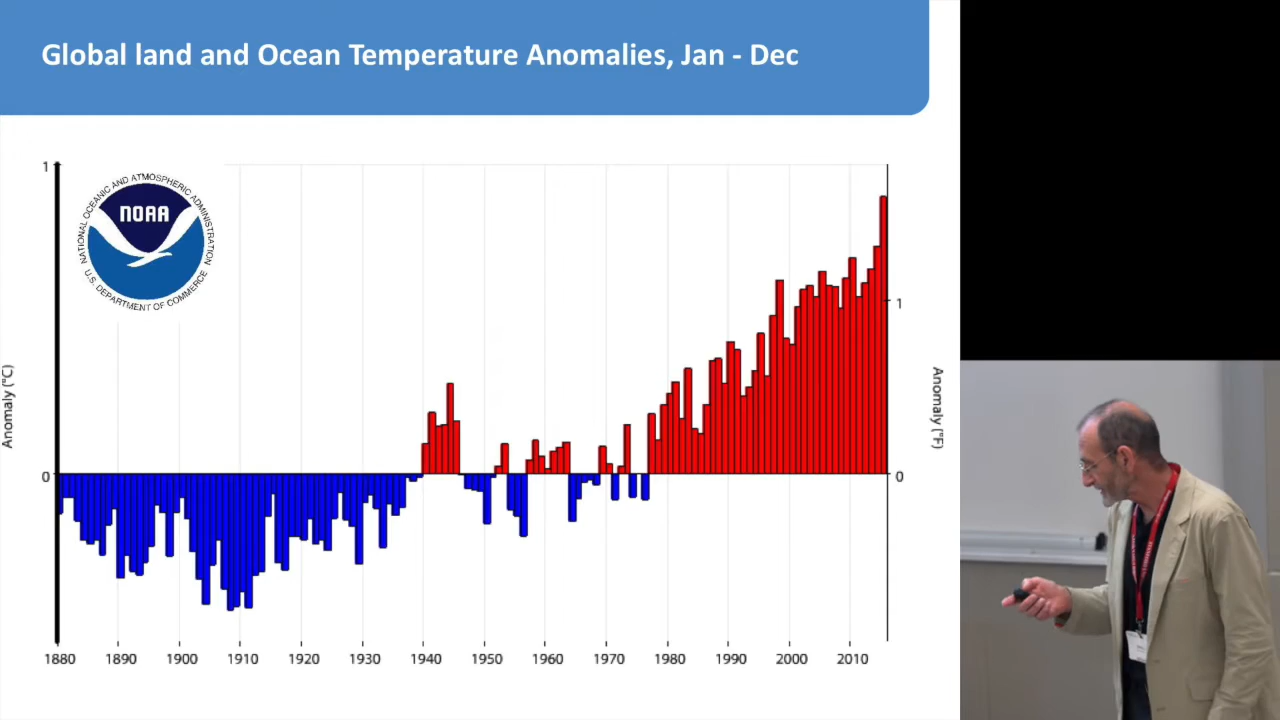 Global land and Ocean Temperature Anomalies, Jan - Dec
1
NATIONAL OCEANIC AND ATMOSPHERIC ADMINISTRATION
NOAA
U.S. DEPARTMENT OF COMMERCE
1
Anomaly (°C)
Anomaly (°F)
0
0
1880 1890 1900 1910 1920 1930 1940 1950 1960 1970 1980 1990 2000 2010